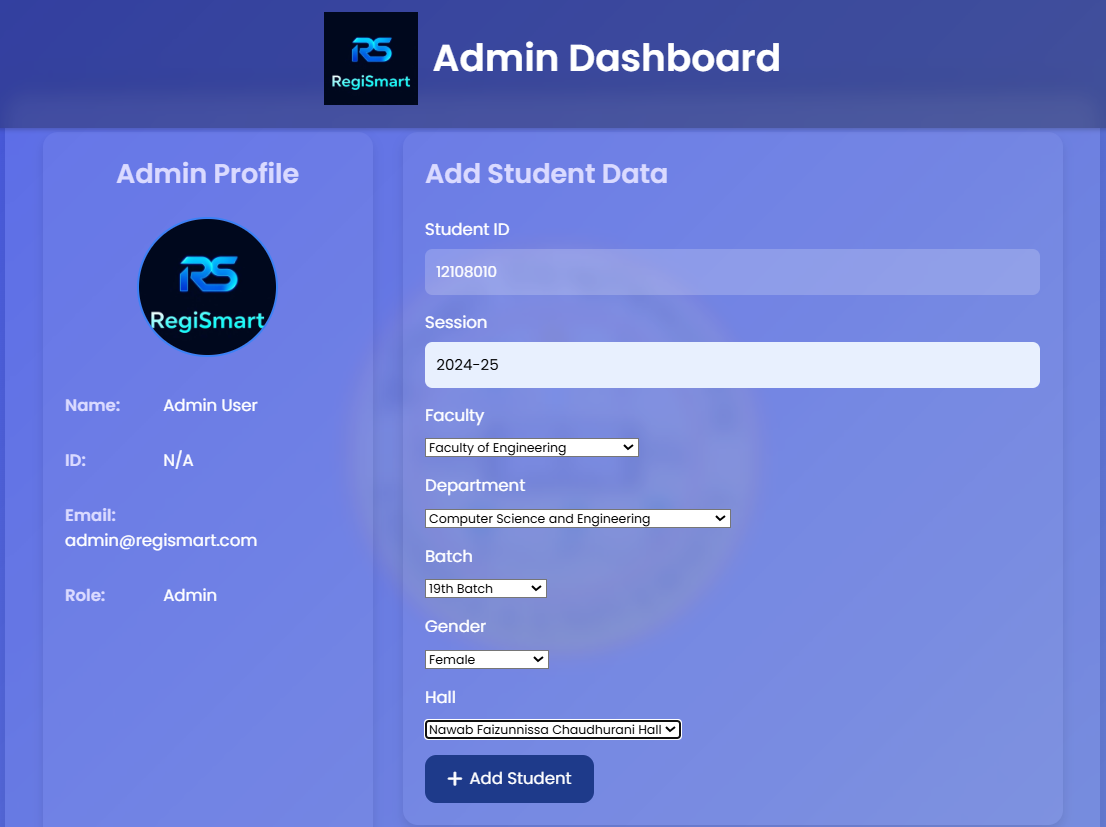 RS
RegiSmart
Admin Dashboard
Admin Profile
RS
RegiSmart
Name: Admin User
ID: N/A
Email:
admin@regismart.com
Role: Admin
Add Student Data
Student ID
12108010
Session
2024-25
Faculty
Faculty of Engineering
Department
Computer Science and Engineering
Batch
19th Batch
Gender
Female
Hall
Nawab Faizunnissa Chaudhurani Hall
+ Add Student